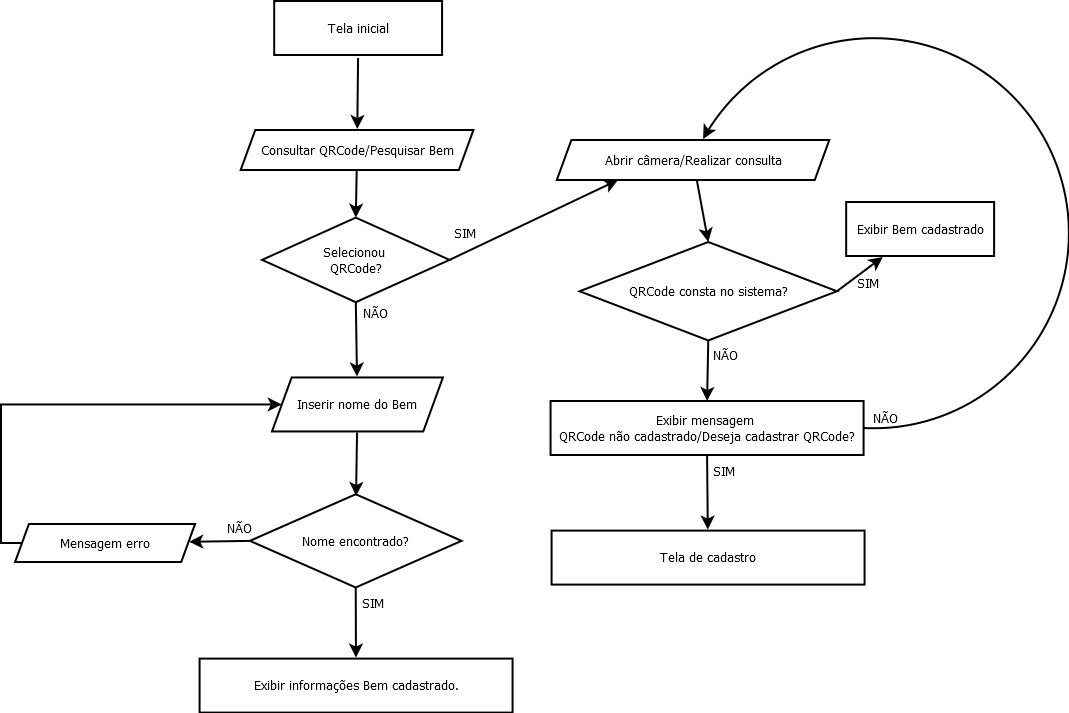 Tela inicial
Consultar QRCode/Pesquisar Bem
Selecionou
QRCode?
SIM
NÃO
Inserir nome do Bem
Nome encontrado?
NÃO
Mensagem erro
SIM
Exibir informações Bem cadastrado.
Abrir câmera/Realizar consulta
QRCode consta no sistema?
SIM
Exibir Bem cadastrado
NÃO
Exibir mensagem
QRCode não cadastrado/Deseja cadastrar QRCode?
NÃO
SIM
Tela de cadastro